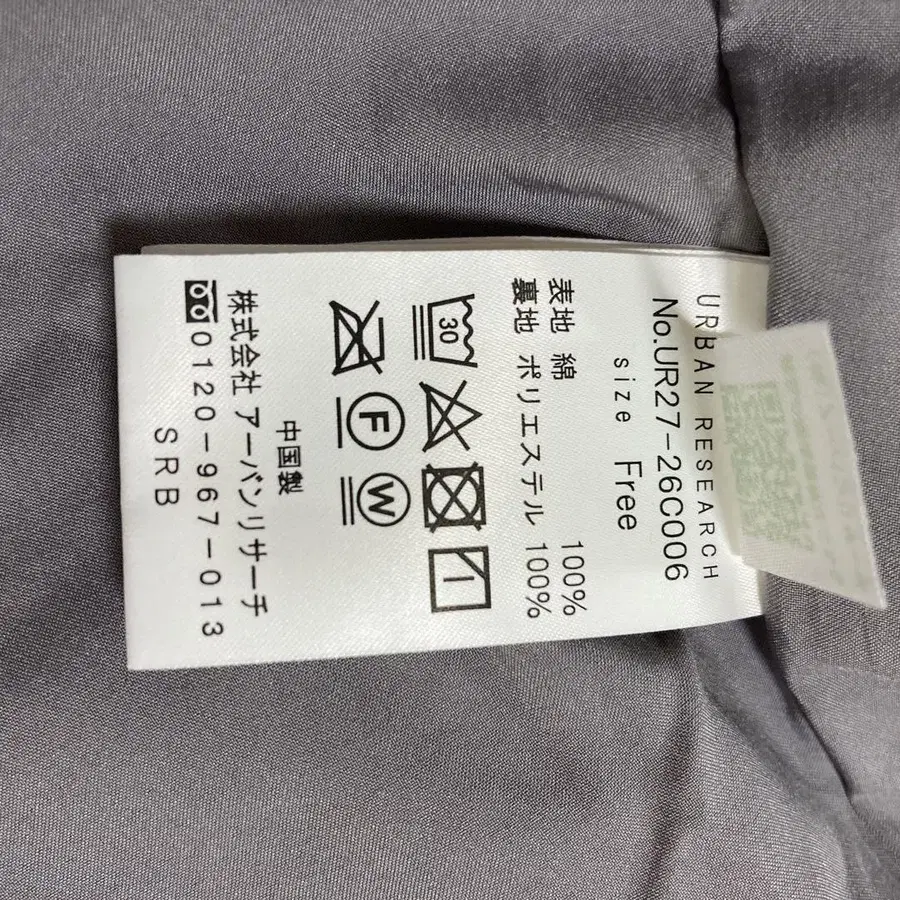 URBAN RESEARCH
No.UR27-26C006
size Free
表地 綿 100%
裏地 ポリエステル 100%
30
F
W
中国製
株式会社 アーバンリサーチ
0120-967-013
SRB